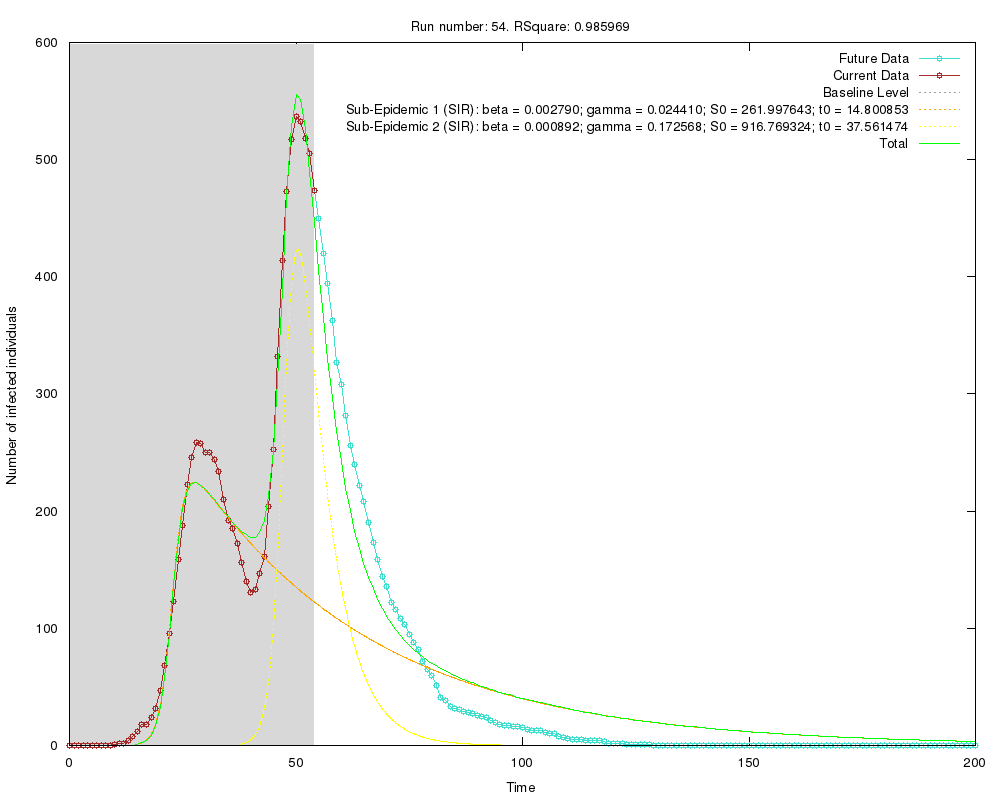 Run number: 54. RSquare: 0.985969
600
500
400
300
200
100
0
Number of infected individuals
Future Data
Current Data
Baseline Level
Sub-Epidemic 1 (SIR): beta = 0.002790; gamma = 0.024410; S0 = 261.997643; t0 = 14.800853
Sub-Epidemic 2 (SIR): beta = 0.000892; gamma = 0.172568; S0 = 916.769324; t0 = 37.561474
Total
0 50 100 150 200
Time